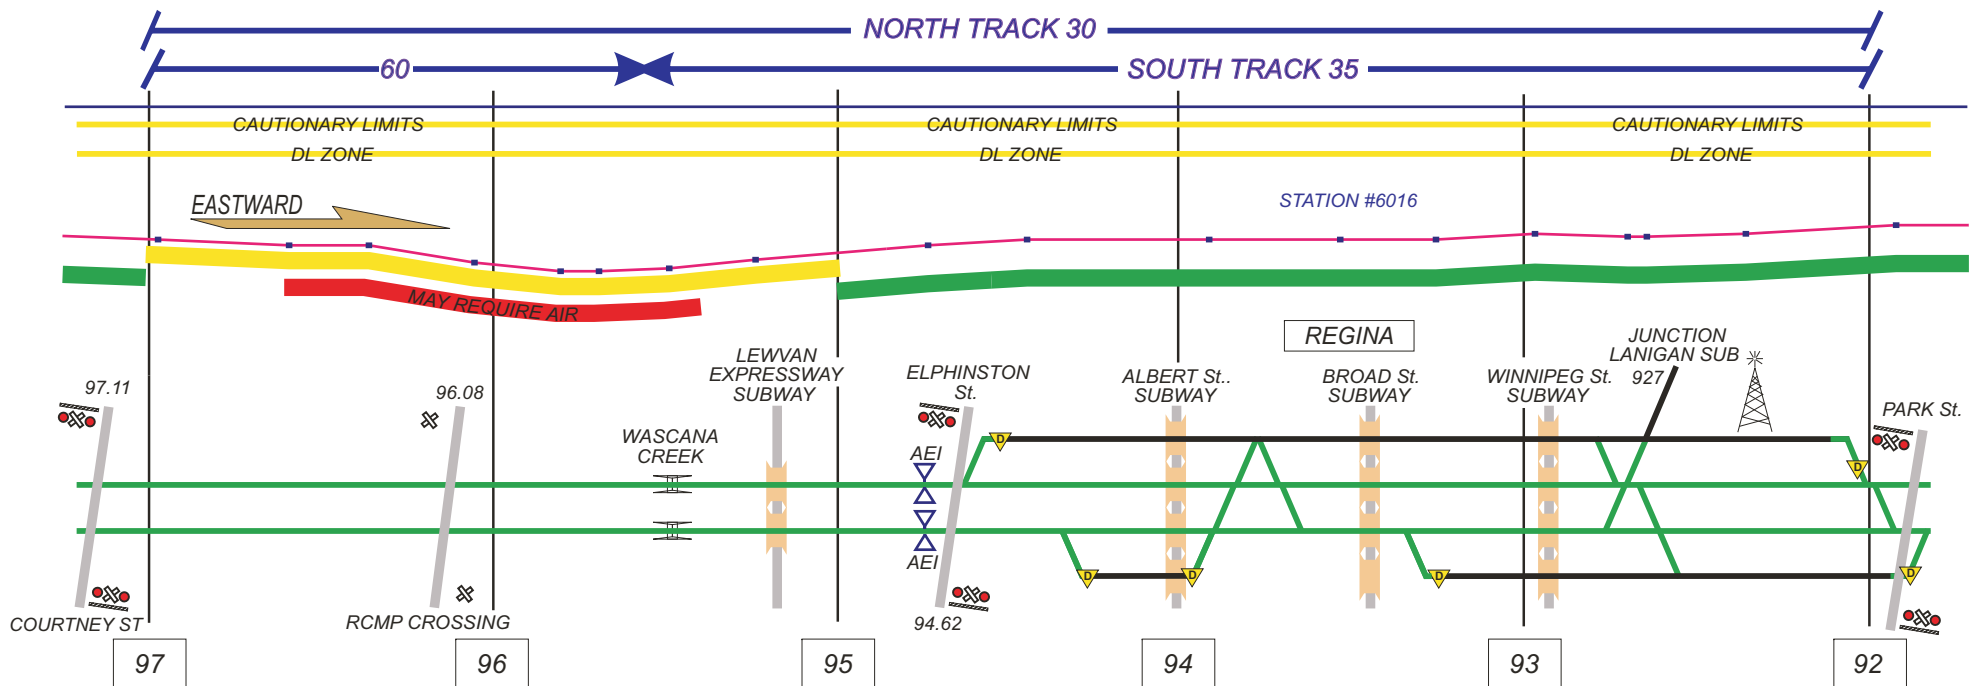 NORTH TRACK 30
60
SOUTH TRACK 35
CAUTIONARY LIMITS
CAUTIONARY LIMITS
CAUTIONARY LIMITS
DL ZONE
DL ZONE
DL ZONE
EASTWARD
STATION #6016
MAY REQUIRE AIR
REGINA
JUNCTION
LANIGAN SUB
927
97.11
96.08
LEWVAN
EXPRESSWAY
SUBWAY
ELPHINSTON
St.
ALBERT St..
SUBWAY
BROAD St.
SUBWAY
WINNIPEG St.
SUBWAY
PARK St.
WASCANA
CREEK
AEI
AEI
D
D
D
D
D
D
COURTNEY ST
RCMP CROSSING
94.62
97
96
95
94
93
92